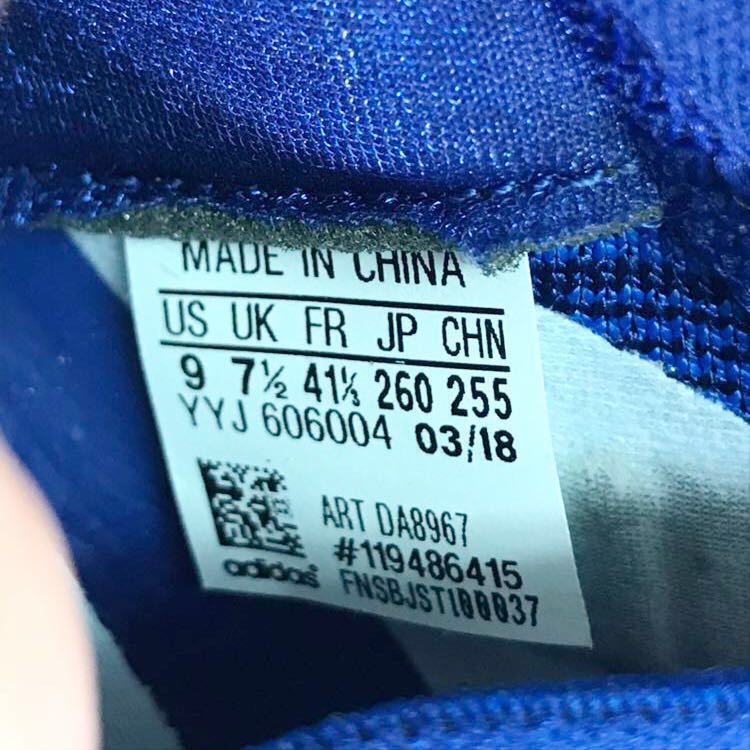 MADE IN CHINA
US UK FR JP CHN
9 7½ 41⅓ 260 255
YYJ 606004 03/18
ART DA8967
#119486415
adidas FNSBJST100037